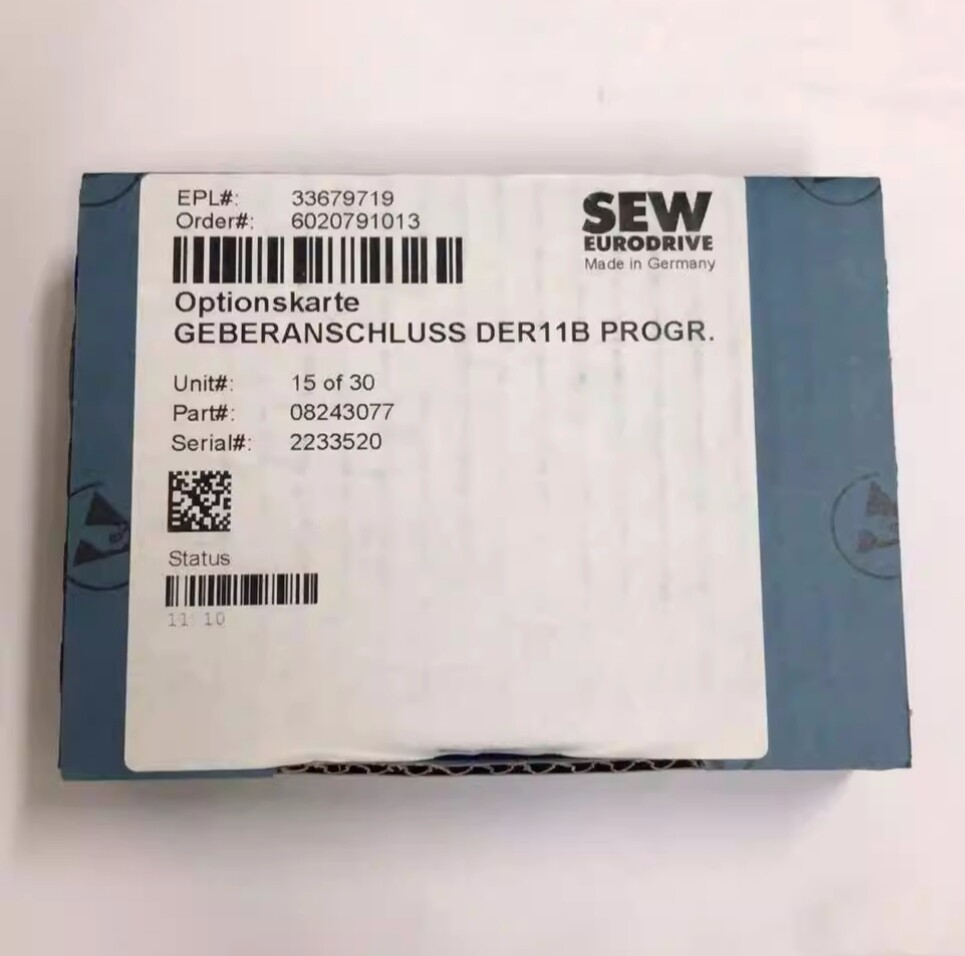 EPL#: 33679719
Order#: 6020791013
SEW
EURODRIVE
Made in Germany
Optionskarte
GEBERANSCHLUSS DER11B PROGR.
Unit#: 15 of 30
Part#: 08243077
Serial#: 2233520
Status
11 10